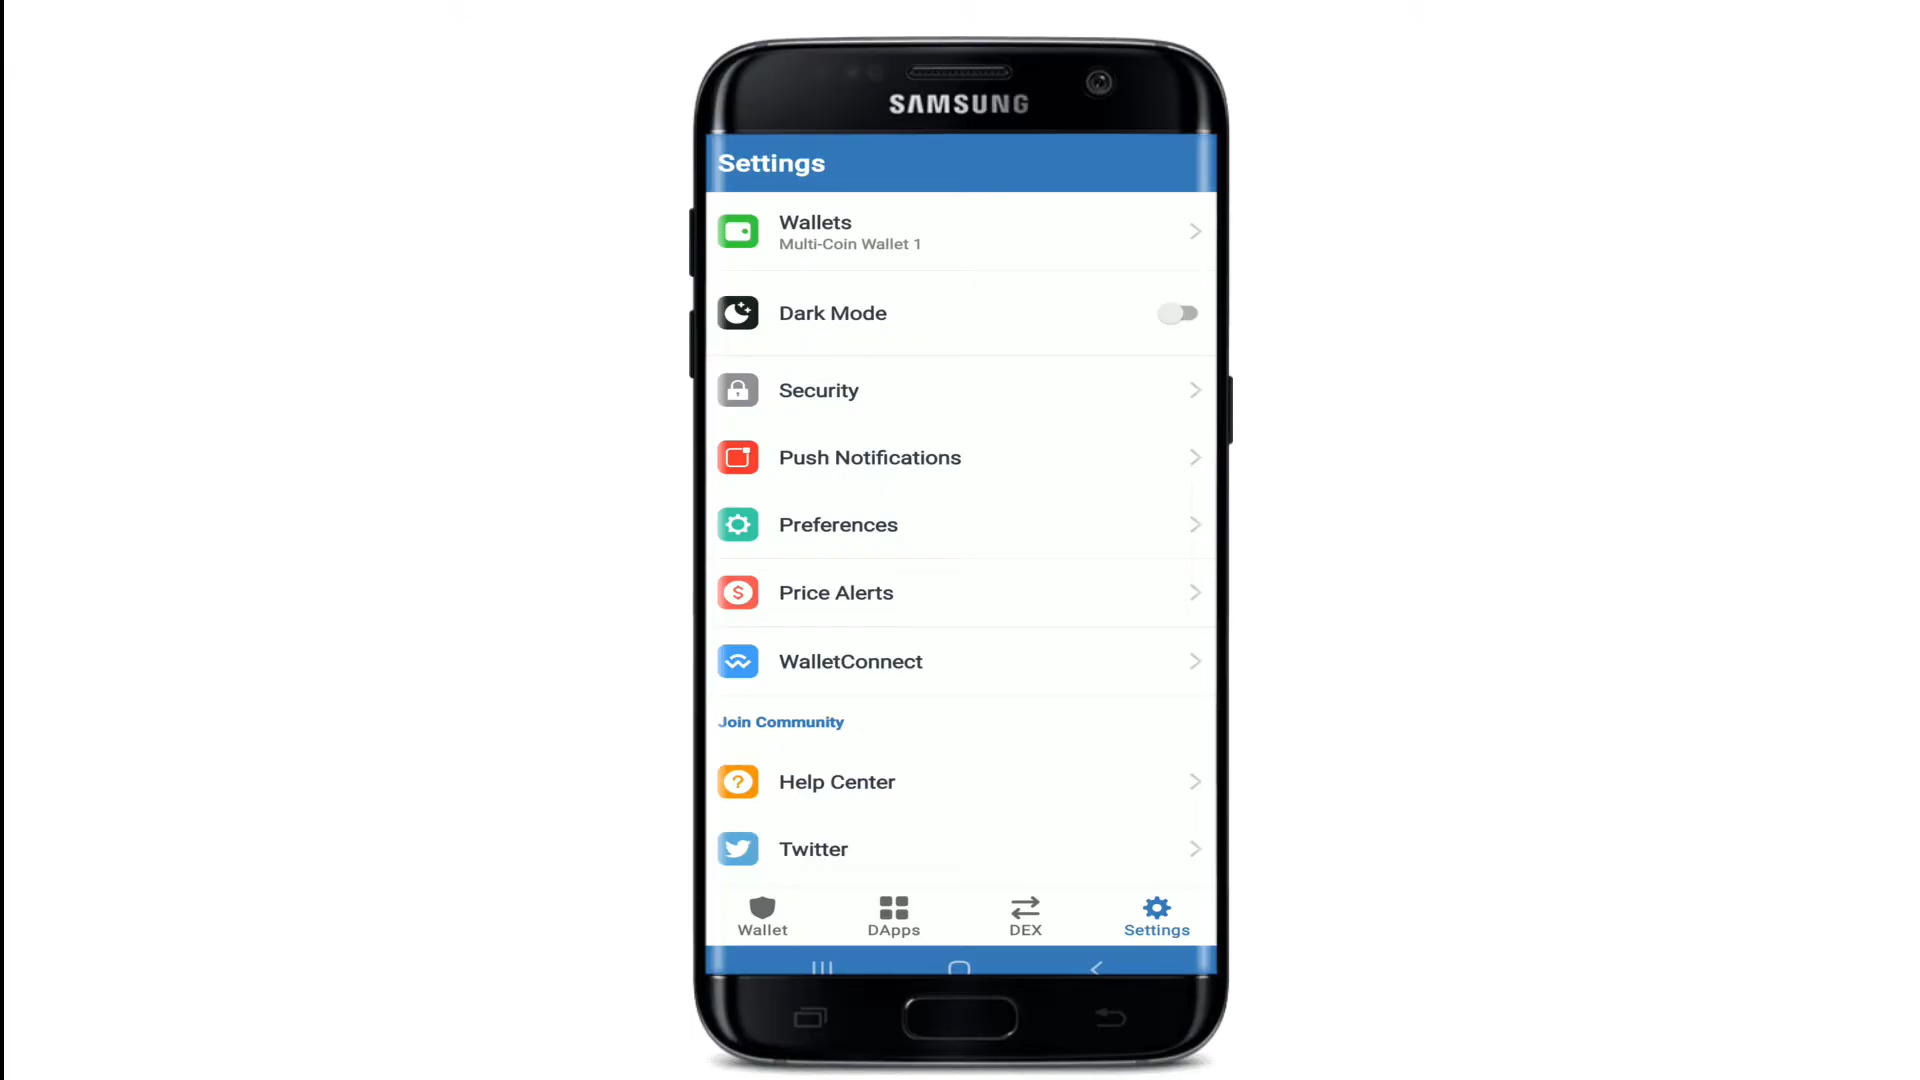 SAMSUNG
Settings
Wallets
Multi-Coin Wallet 1
Dark Mode
Security
Push Notifications
Preferences
Price Alerts
WalletConnect
Join Community
Help Center
Twitter
Wallet DApps DEX Settings